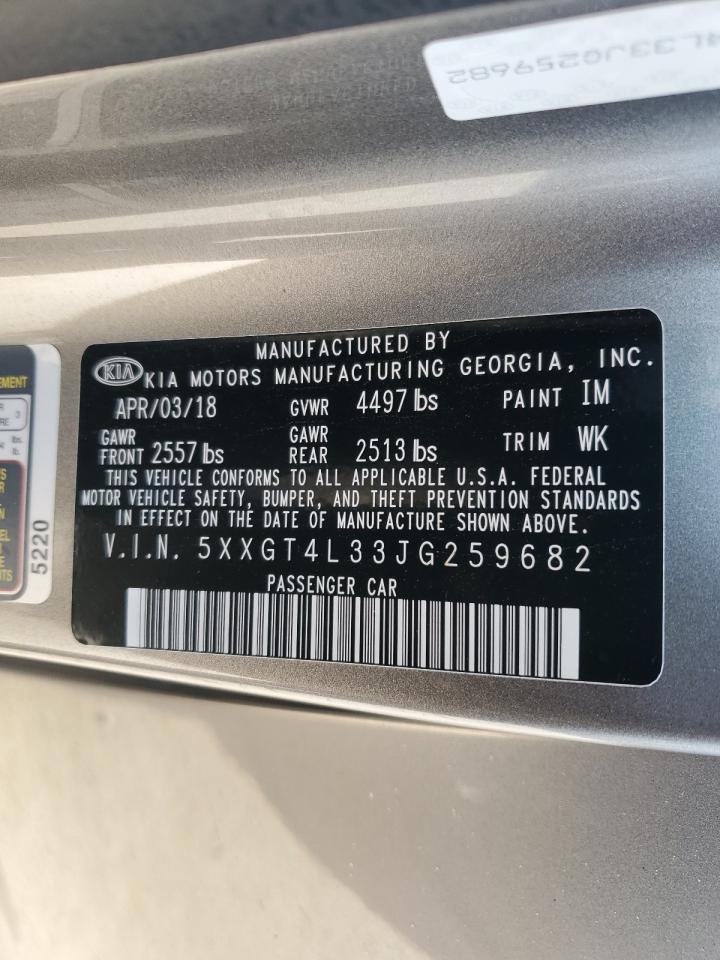 4L33JG259682
MANUFACTURED BY
KIA KIA MOTORS MANUFACTURING GEORGIA, INC.
APR/03/18 GVWR 4497 lbs PAINT IM
GAWR FRONT 2557 lbs GAWR REAR 2513 lbs TRIM WK
THIS VEHICLE CONFORMS TO ALL APPLICABLE U.S.A. FEDERAL
MOTOR VEHICLE SAFETY, BUMPER, AND THEFT PREVENTION STANDARDS
IN EFFECT ON THE DATE OF MANUFACTURE SHOWN ABOVE.
V.I.N. 5XXGT4L33JG259682
PASSENGER CAR
5220